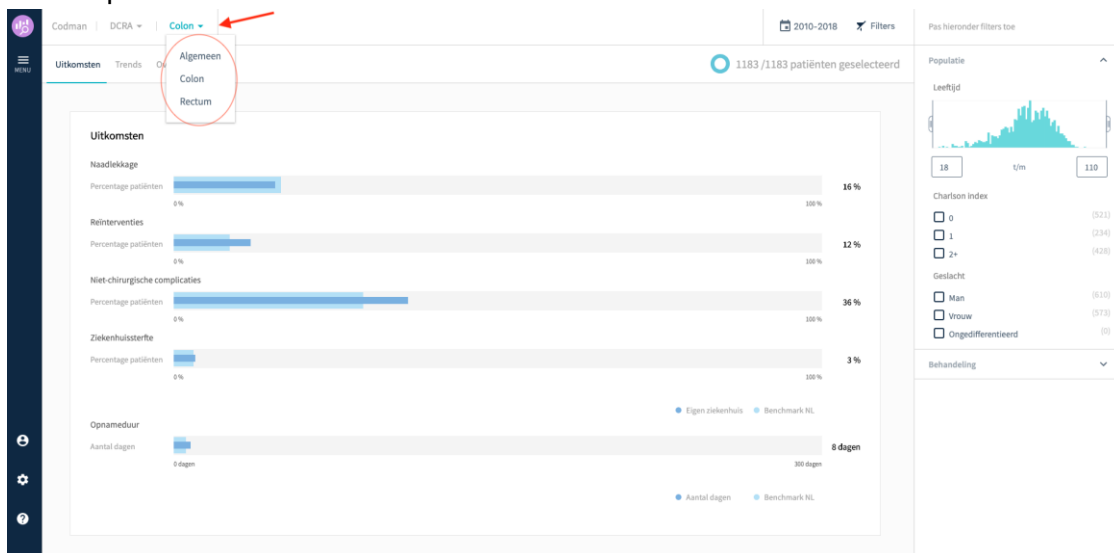 Codman DCRA Colon 2010-2018 Filters Pas hieronder filters toe
MENU
Uitkomsten Trends
Algemeen
Colon
Rectum
1183 /1183 patiënten geselecteerd
Uitkomsten
Naadlekkage
Percentage patiënten 16 %
0 % 100 %
Reïnterventies
Percentage patiënten 12 %
0 % 100 %
Niet-chirurgische complicaties
Percentage patiënten 36 %
0 % 100 %
Ziekenhuissterfte
Percentage patiënten 3 %
0 % 100 %
Eigen ziekenhuis Benchmark NL.
Opnameduur
Aantal dagen 8 dagen
0 dagen 300 dagen
Aantal dagen Benchmark NL.
Populatie
Leeftijd
18 t/m 110
Charlson index
0 (521)
1 (234)
2+ (428)
Geslacht
Man (610)
Vrouw (573)
Ongedifferentieerd (0)
Behandeling